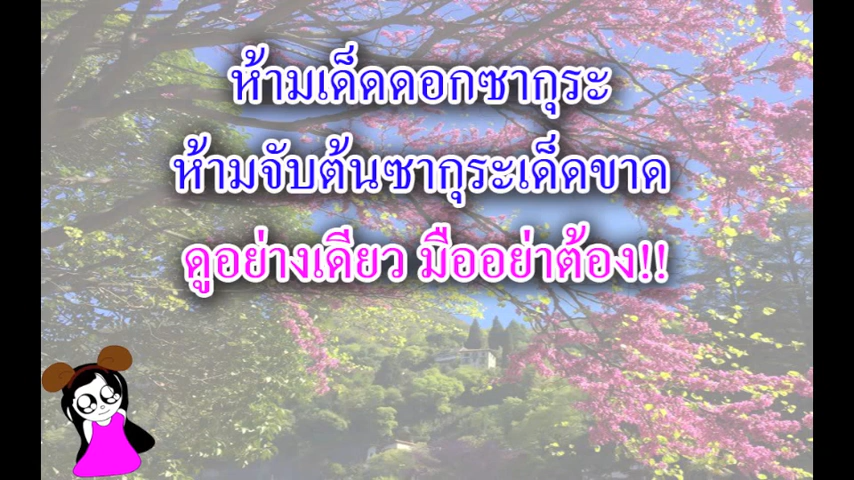 ห้ามเด็ดดอกซากุระ
ห้ามจับต้นซากุระเด็ดขาด
ดูอย่างเดียว มืออย่าต้อง!!